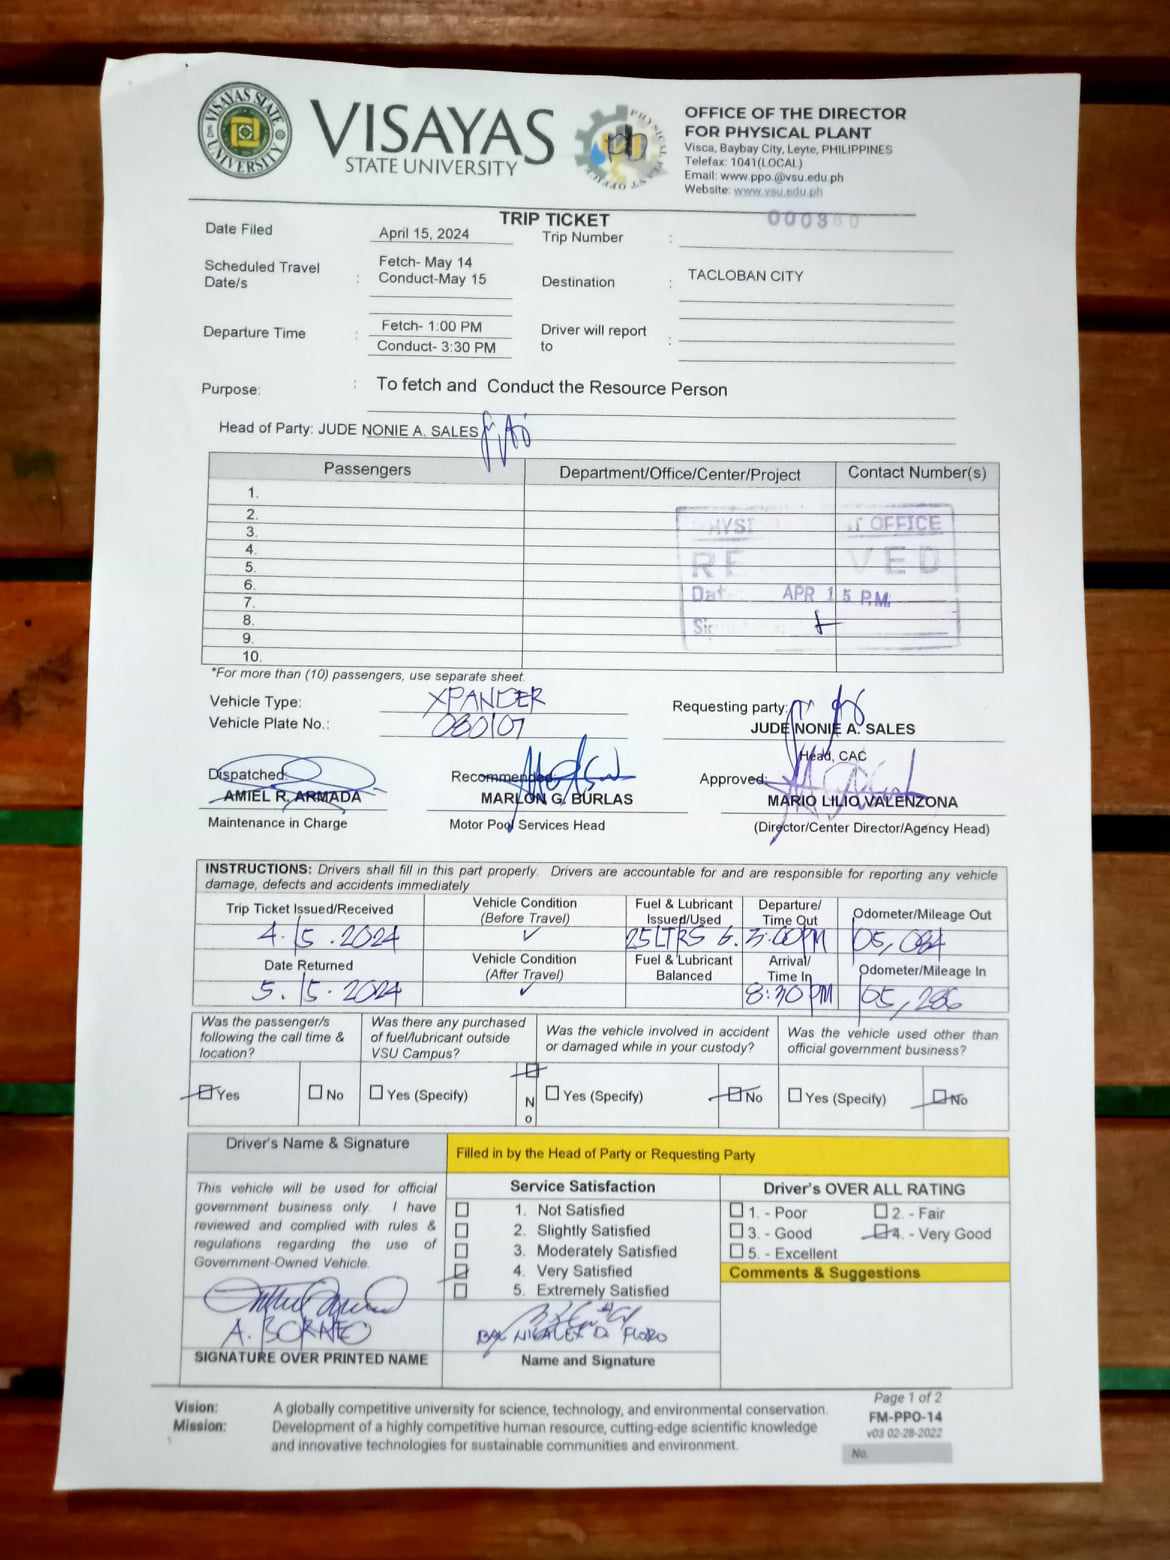 VISAYAS STATE UNIVERSITY
VISAYAS
STATE UNIVERSITY
OFFICE OF THE DIRECTOR
FOR PHYSICAL PLANT
Visca, Baybay City, Leyte, PHILIPPINES
Telefax: 1041(LOCAL)
Email: www.ppo.@vsu.edu.ph
Website: www.vsu.edu.ph
TRIP TICKET
Date Filed April 15, 2024 Trip Number :
Scheduled Travel Date/s : Fetch- May 14
Conduct-May 15
Destination : TACLOBAN CITY
Departure Time : Fetch- 1:00 PM
Conduct- 3:30 PM
Driver will report to :
Purpose: : To fetch and Conduct the Resource Person
Head of Party: JUDE NONIE A. SALES
Passengers Department/Office/Center/Project Contact Number(s)
1.
2.
3.
4.
5.
6.
7.
8.
9.
10.
OFFICE
APR 15 P.M.
*For more than (10) passengers, use separate sheet.
Vehicle Type: XPANDER
Vehicle Plate No.: 080107
Requesting party:
JUDE NONIE A. SALES
Head, CAC
Dispatched:
AMIEL R. ARMADA
Maintenance in Charge
Recommended:
MARLON G. BURLAS
Motor Pool Services Head
Approved:
MARIO LILIO VALENZONA
(Director/Center Director/Agency Head)
INSTRUCTIONS: Drivers shall fill in this part properly. Drivers are accountable for and are responsible for reporting any vehicle
damage, defects and accidents immediately
Trip Ticket Issued/Received Vehicle Condition (Before Travel) Fuel & Lubricant Issued/Used Departure/ Time Out Odometer/Mileage Out
4.15.2024 ✓ 25LTRS G. 3:00PM 05,084
Date Returned Vehicle Condition (After Travel) Fuel & Lubricant Balanced Arrival/ Time In Odometer/Mileage In
5.15.2024 ✓ 8:30 PM 05,286
Was the passenger/s following the call time & location?
Was there any purchased of fuel/lubricant outside VSU Campus?
Was the vehicle involved in accident or damaged while in your custody?
Was the vehicle used other than official government business?
Yes No Yes (Specify) No Yes (Specify) No Yes (Specify) No
Driver's Name & Signature
Filled in by the Head of Party or Requesting Party
This vehicle will be used for official
government business only. I have
reviewed and complied with rules &
regulations regarding the use of
Government-Owned Vehicle.
A. BORNEO
SIGNATURE OVER PRINTED NAME
Service Satisfaction
1. Not Satisfied
2. Slightly Satisfied
3. Moderately Satisfied
4. Very Satisfied
5. Extremely Satisfied
FLORO
Name and Signature
Driver's OVER ALL RATING
1. - Poor 2. - Fair
3. - Good 4. - Very Good
5. - Excellent
Comments & Suggestions
Vision: A globally competitive university for science, technology, and environmental conservation.
Mission: Development of a highly competitive human resource, cutting-edge scientific knowledge
and innovative technologies for sustainable communities and environment.
Page 1 of 2
FM-PPO-14
v03 02-28-2022
No.